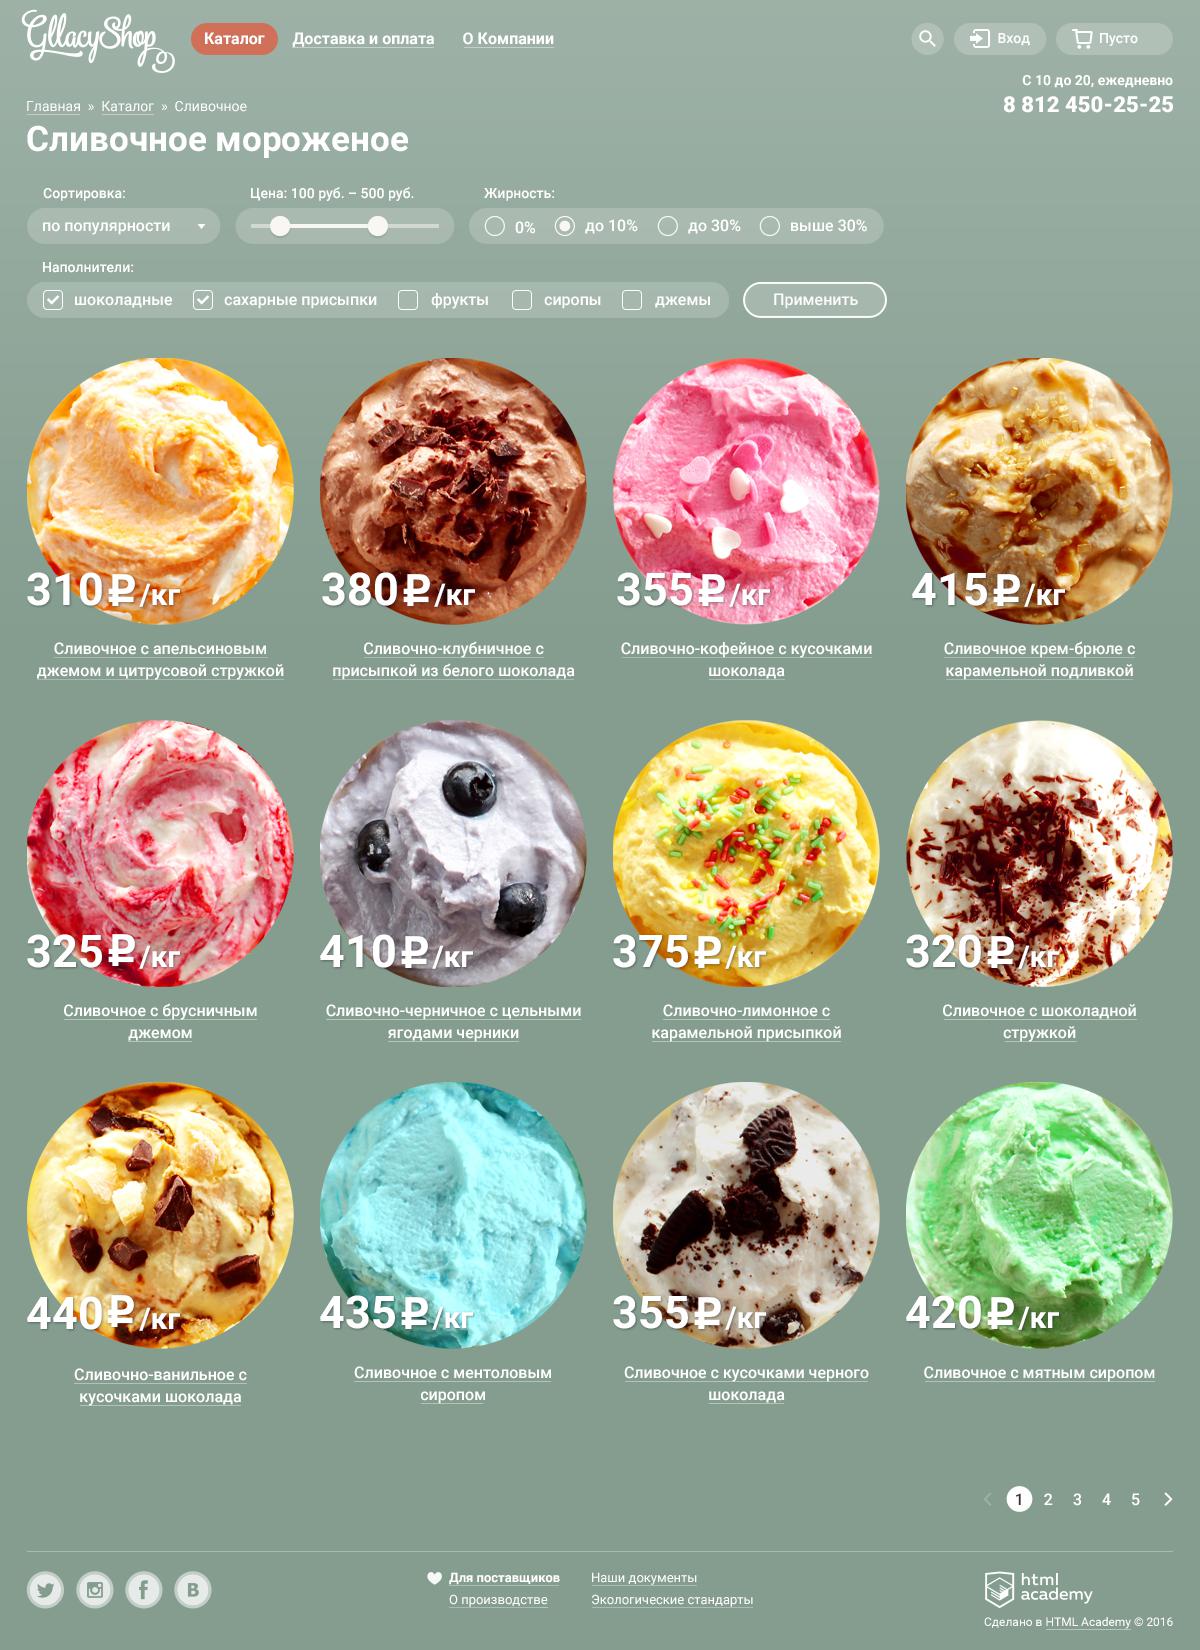 GllacyShop
Каталог
Доставка и оплата
О Компании
Вход
Пусто
С 10 до 20, ежедневно
8 812 450-25-25
Главная » Каталог » Сливочное
Сливочное мороженое
Сортировка:
Цена: 100 руб. – 500 руб.
Жирность:
по популярности
0%
до 10%
до 30%
выше 30%
Наполнители:
шоколадные
сахарные присыпки
фрукты
сиропы
джемы
Применить
310₽/кг
380₽/кг
355₽/кг
415₽/кг
Сливочное с апельсиновым
джемом и цитрусовой стружкой
Сливочно-клубничное с
присыпкой из белого шоколада
Сливочно-кофейное с кусочками
шоколада
Сливочное крем-брюле с
карамельной подливкой
325₽/кг
410₽/кг
375₽/кг
320₽/кг
Сливочное с брусничным
джемом
Сливочно-черничное с цельными
ягодами черники
Сливочно-лимонное с
карамельной присыпкой
Сливочное с шоколадной
стружкой
440₽/кг
435₽/кг
355₽/кг
420₽/кг
Сливочно-ванильное с
кусочками шоколада
Сливочное с ментоловым
сиропом
Сливочное с кусочками черного
шоколада
Сливочное с мятным сиропом
1 2 3 4 5
Для поставщиков
Наши документы
О производстве
Экологические стандарты
html
academy
Сделано в HTML Academy © 2016